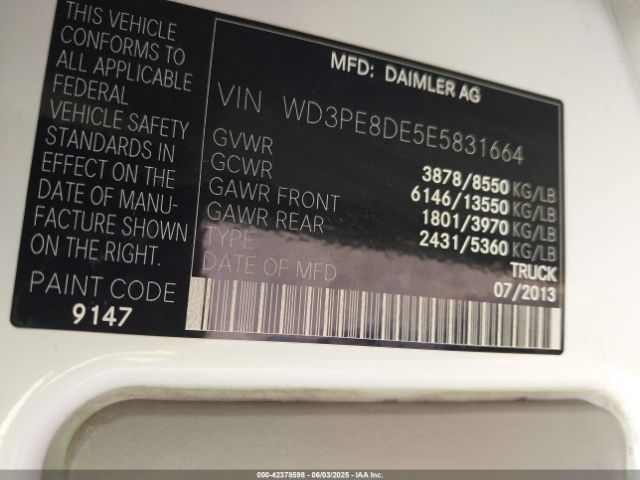 THIS VEHICLE
CONFORMS TO
ALL APPLICABLE
FEDERAL
VEHICLE SAFETY
STANDARDS IN
EFFECT ON THE
DATE OF MANU-
FACTURE SHOWN
ON THE RIGHT.
PAINT CODE
9147
MFD: DAIMLER AG
VIN WD3PE8DE5E5831664
GVWR 3878/8550 KG/LB
GCWR 6146/13550 KG/LB
GAWR FRONT 1801/3970 KG/LB
GAWR REAR 2431/5360 KG/LB
TYPE TRUCK
DATE OF MFD 07/2013
000-42378598 - 06/03/2025 - IAA Inc.